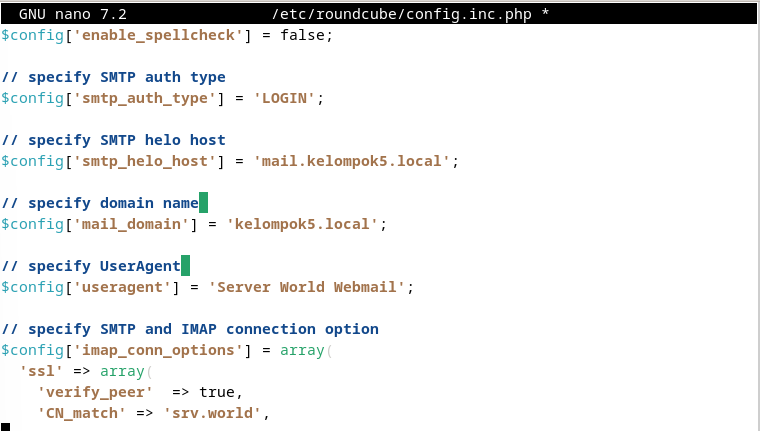 GNU nano 7.2 /etc/roundcube/config.inc.php *
$config['enable_spellcheck'] = false;
// specify SMTP auth type
$config['smtp_auth_type'] = 'LOGIN';
// specify SMTP helo host
$config['smtp_helo_host'] = 'mail.kelompok5.local';
// specify domain name
$config['mail_domain'] = 'kelompok5.local';
// specify UserAgent
$config['useragent'] = 'Server World Webmail';
// specify SMTP and IMAP connection option
$config['imap_conn_options'] = array(
'ssl' => array(
'verify_peer' => true,
'CN_match' => 'srv.world',